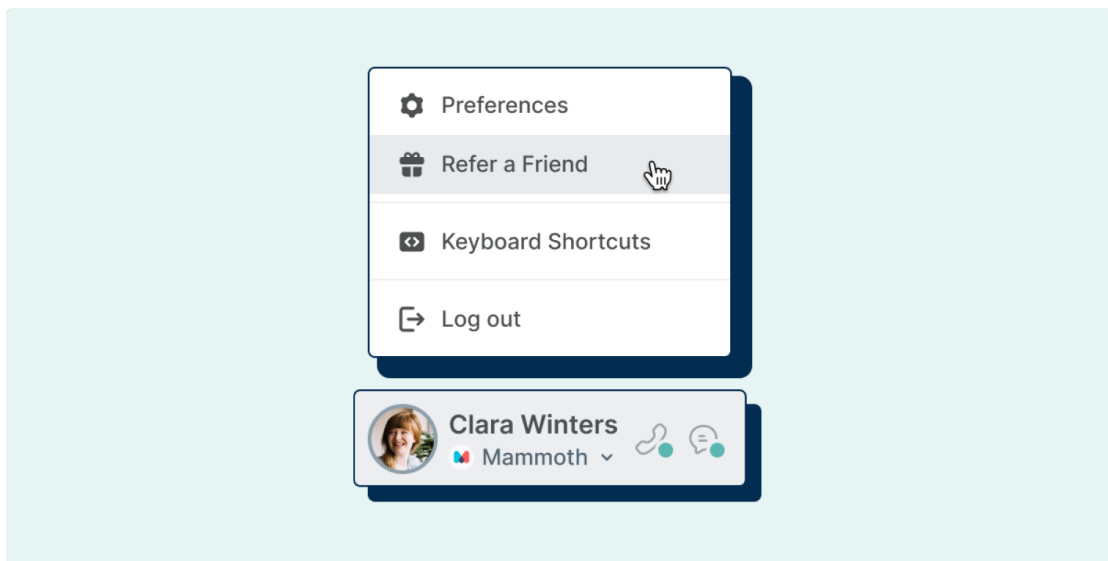 Preferences
Refer a Friend
Keyboard Shortcuts
Log out
Clara Winters
Mammoth